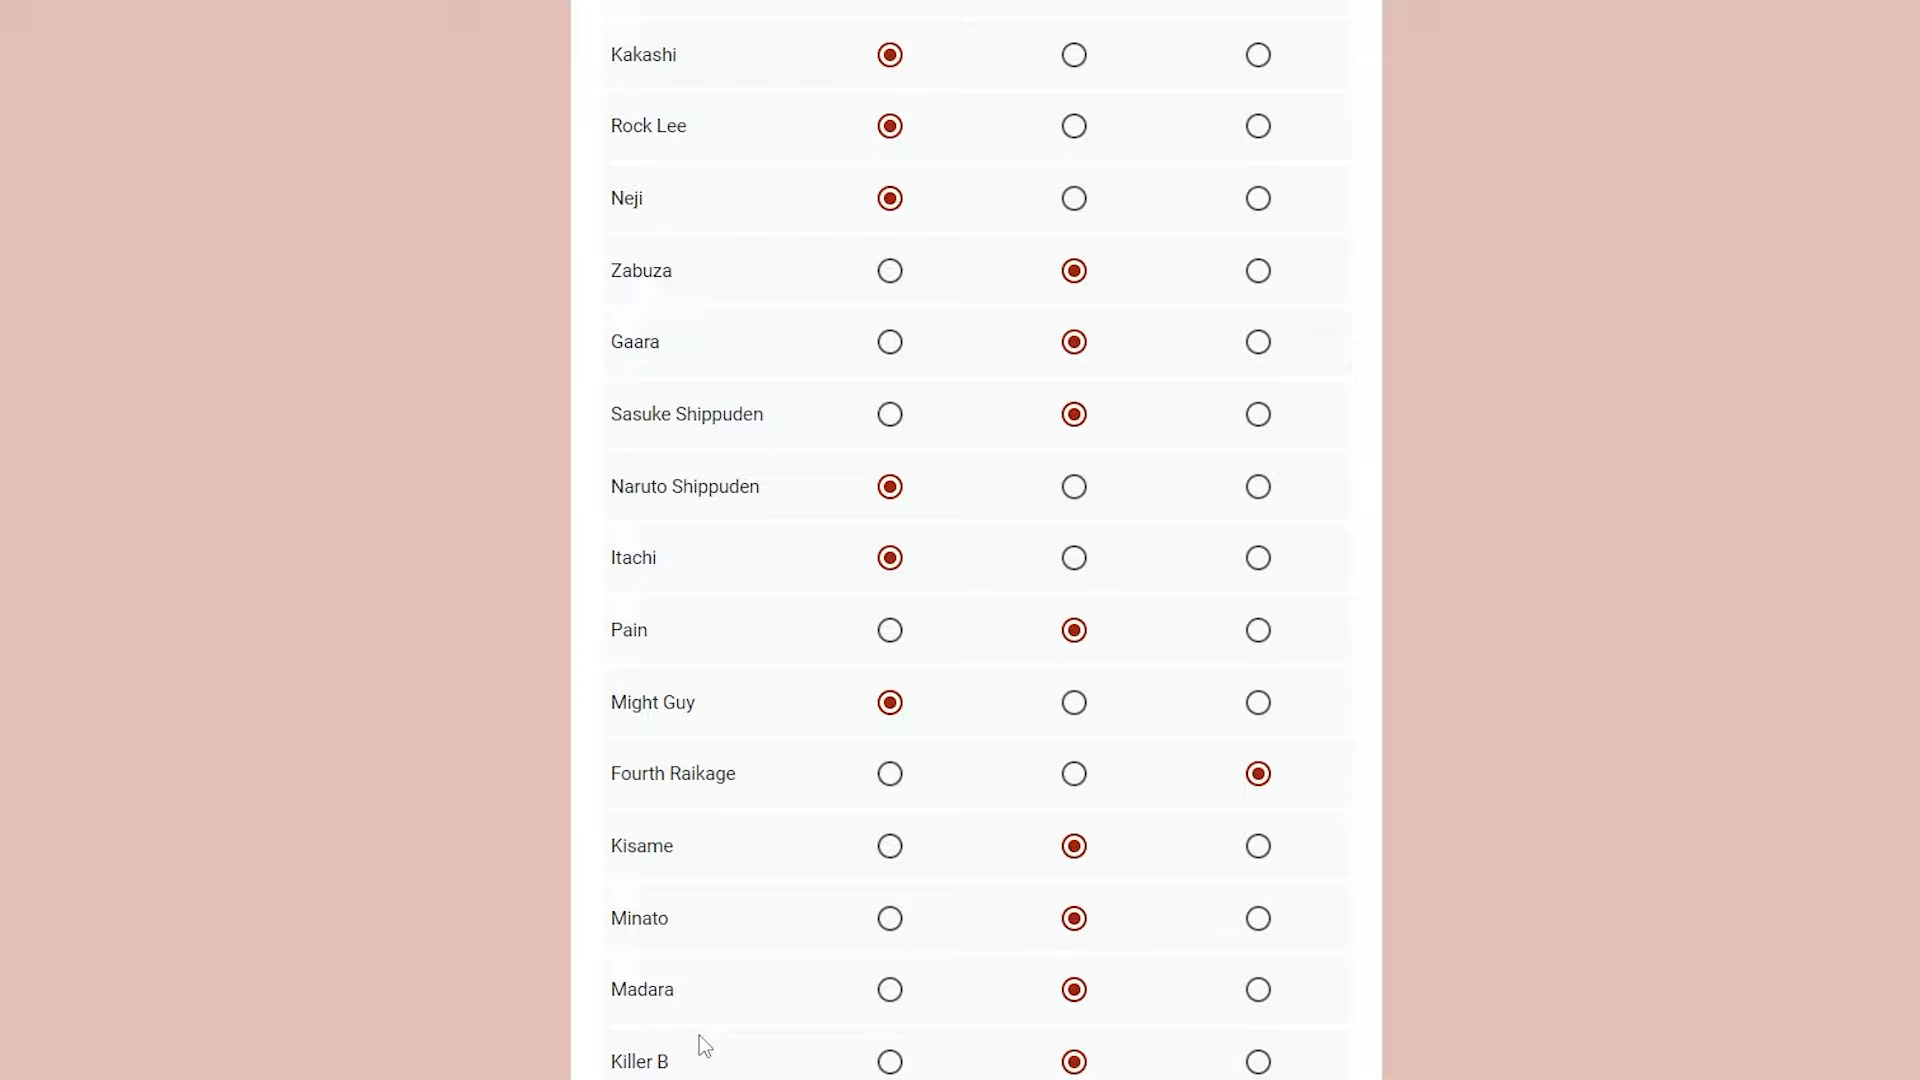 Kakashi
Rock Lee
Neji
Zabuza
Gaara
Sasuke Shippuden
Naruto Shippuden
Itachi
Pain
Might Guy
Fourth Raikage
Kisame
Minato
Madara
Killer B